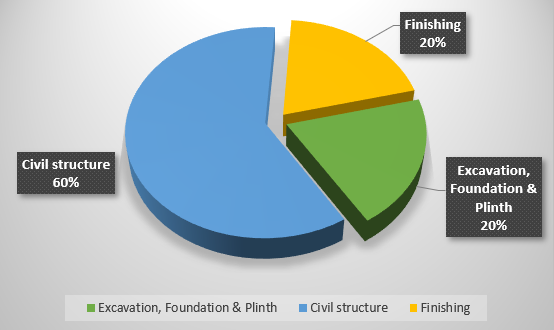 Finishing
20%
Civil structure
60%
Excavation,
Foundation &
Plinth
20%
Excavation, Foundation & Plinth
Civil structure
Finishing